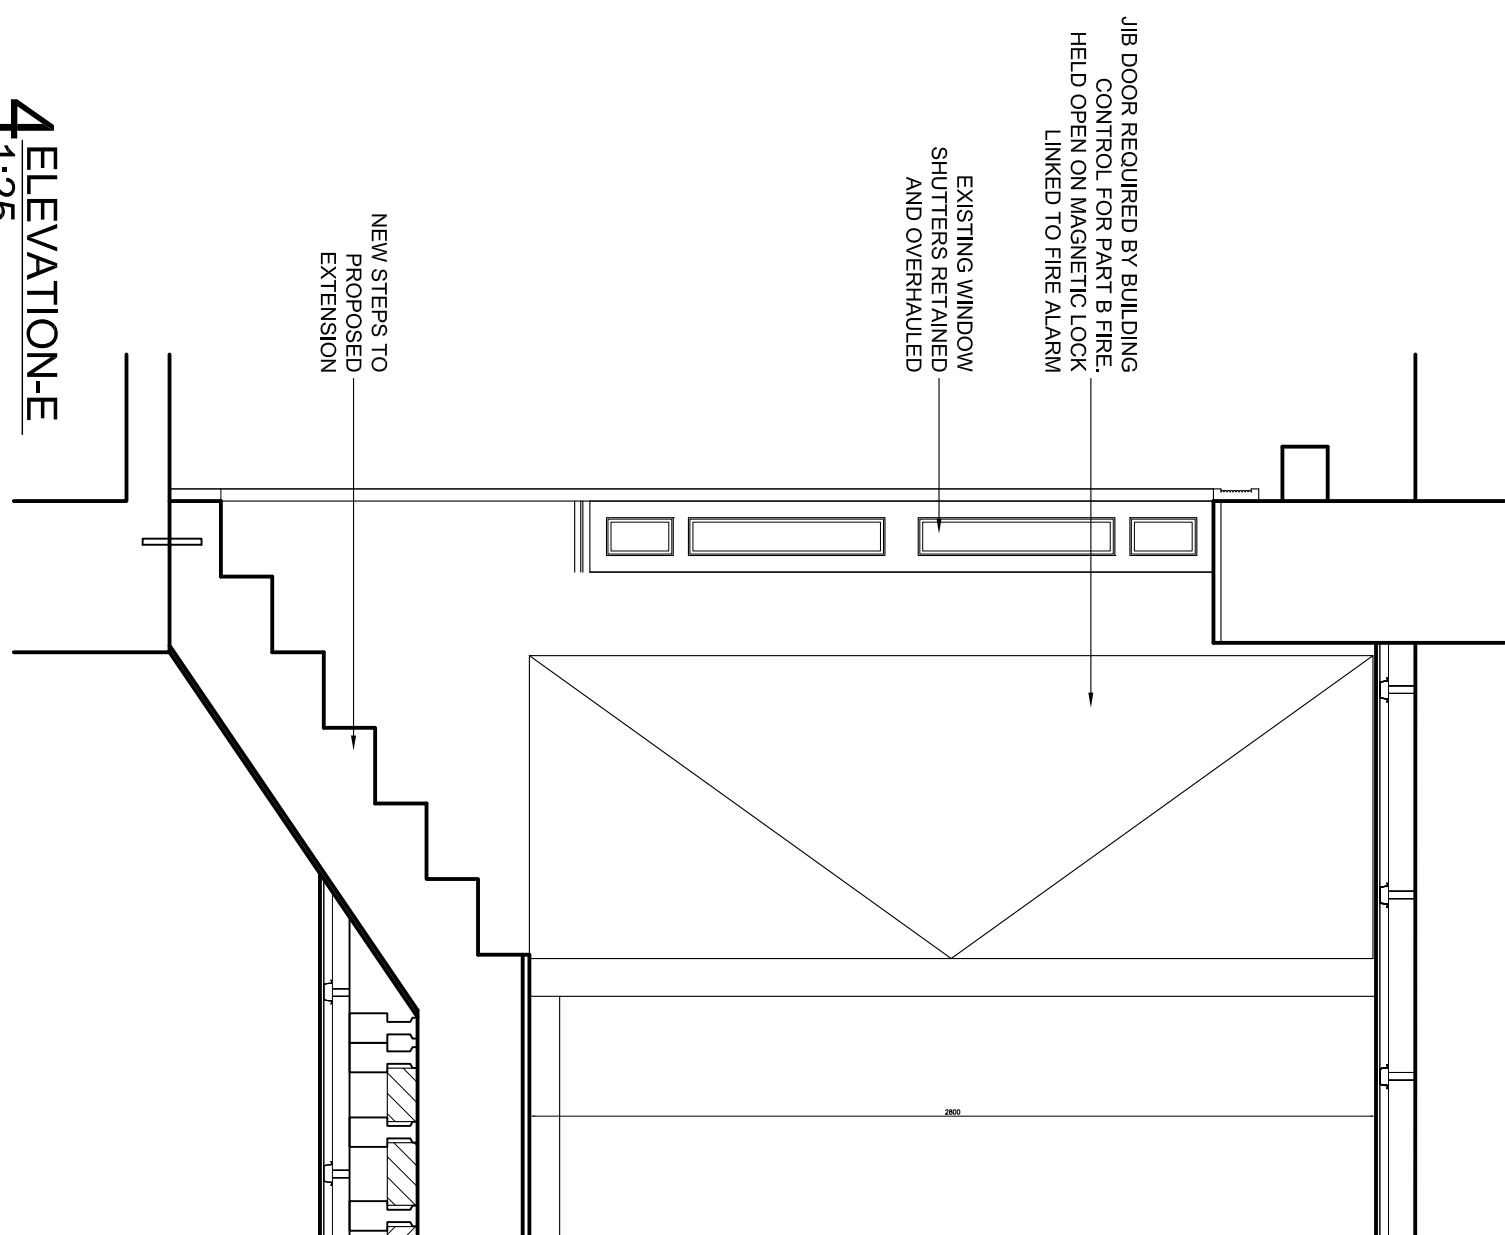 JIB DOOR REQUIRED BY BUILDING
CONTROL FOR PART B FIRE.
HELD OPEN ON MAGNETIC LOCK
LINKED TO FIRE ALARM
EXISTING WINDOW
SHUTTERS RETAINED
AND OVERHAULED
NEW STEPS TO
PROPOSED
EXTENSION
2800
4 ELEVATION-E
1:25